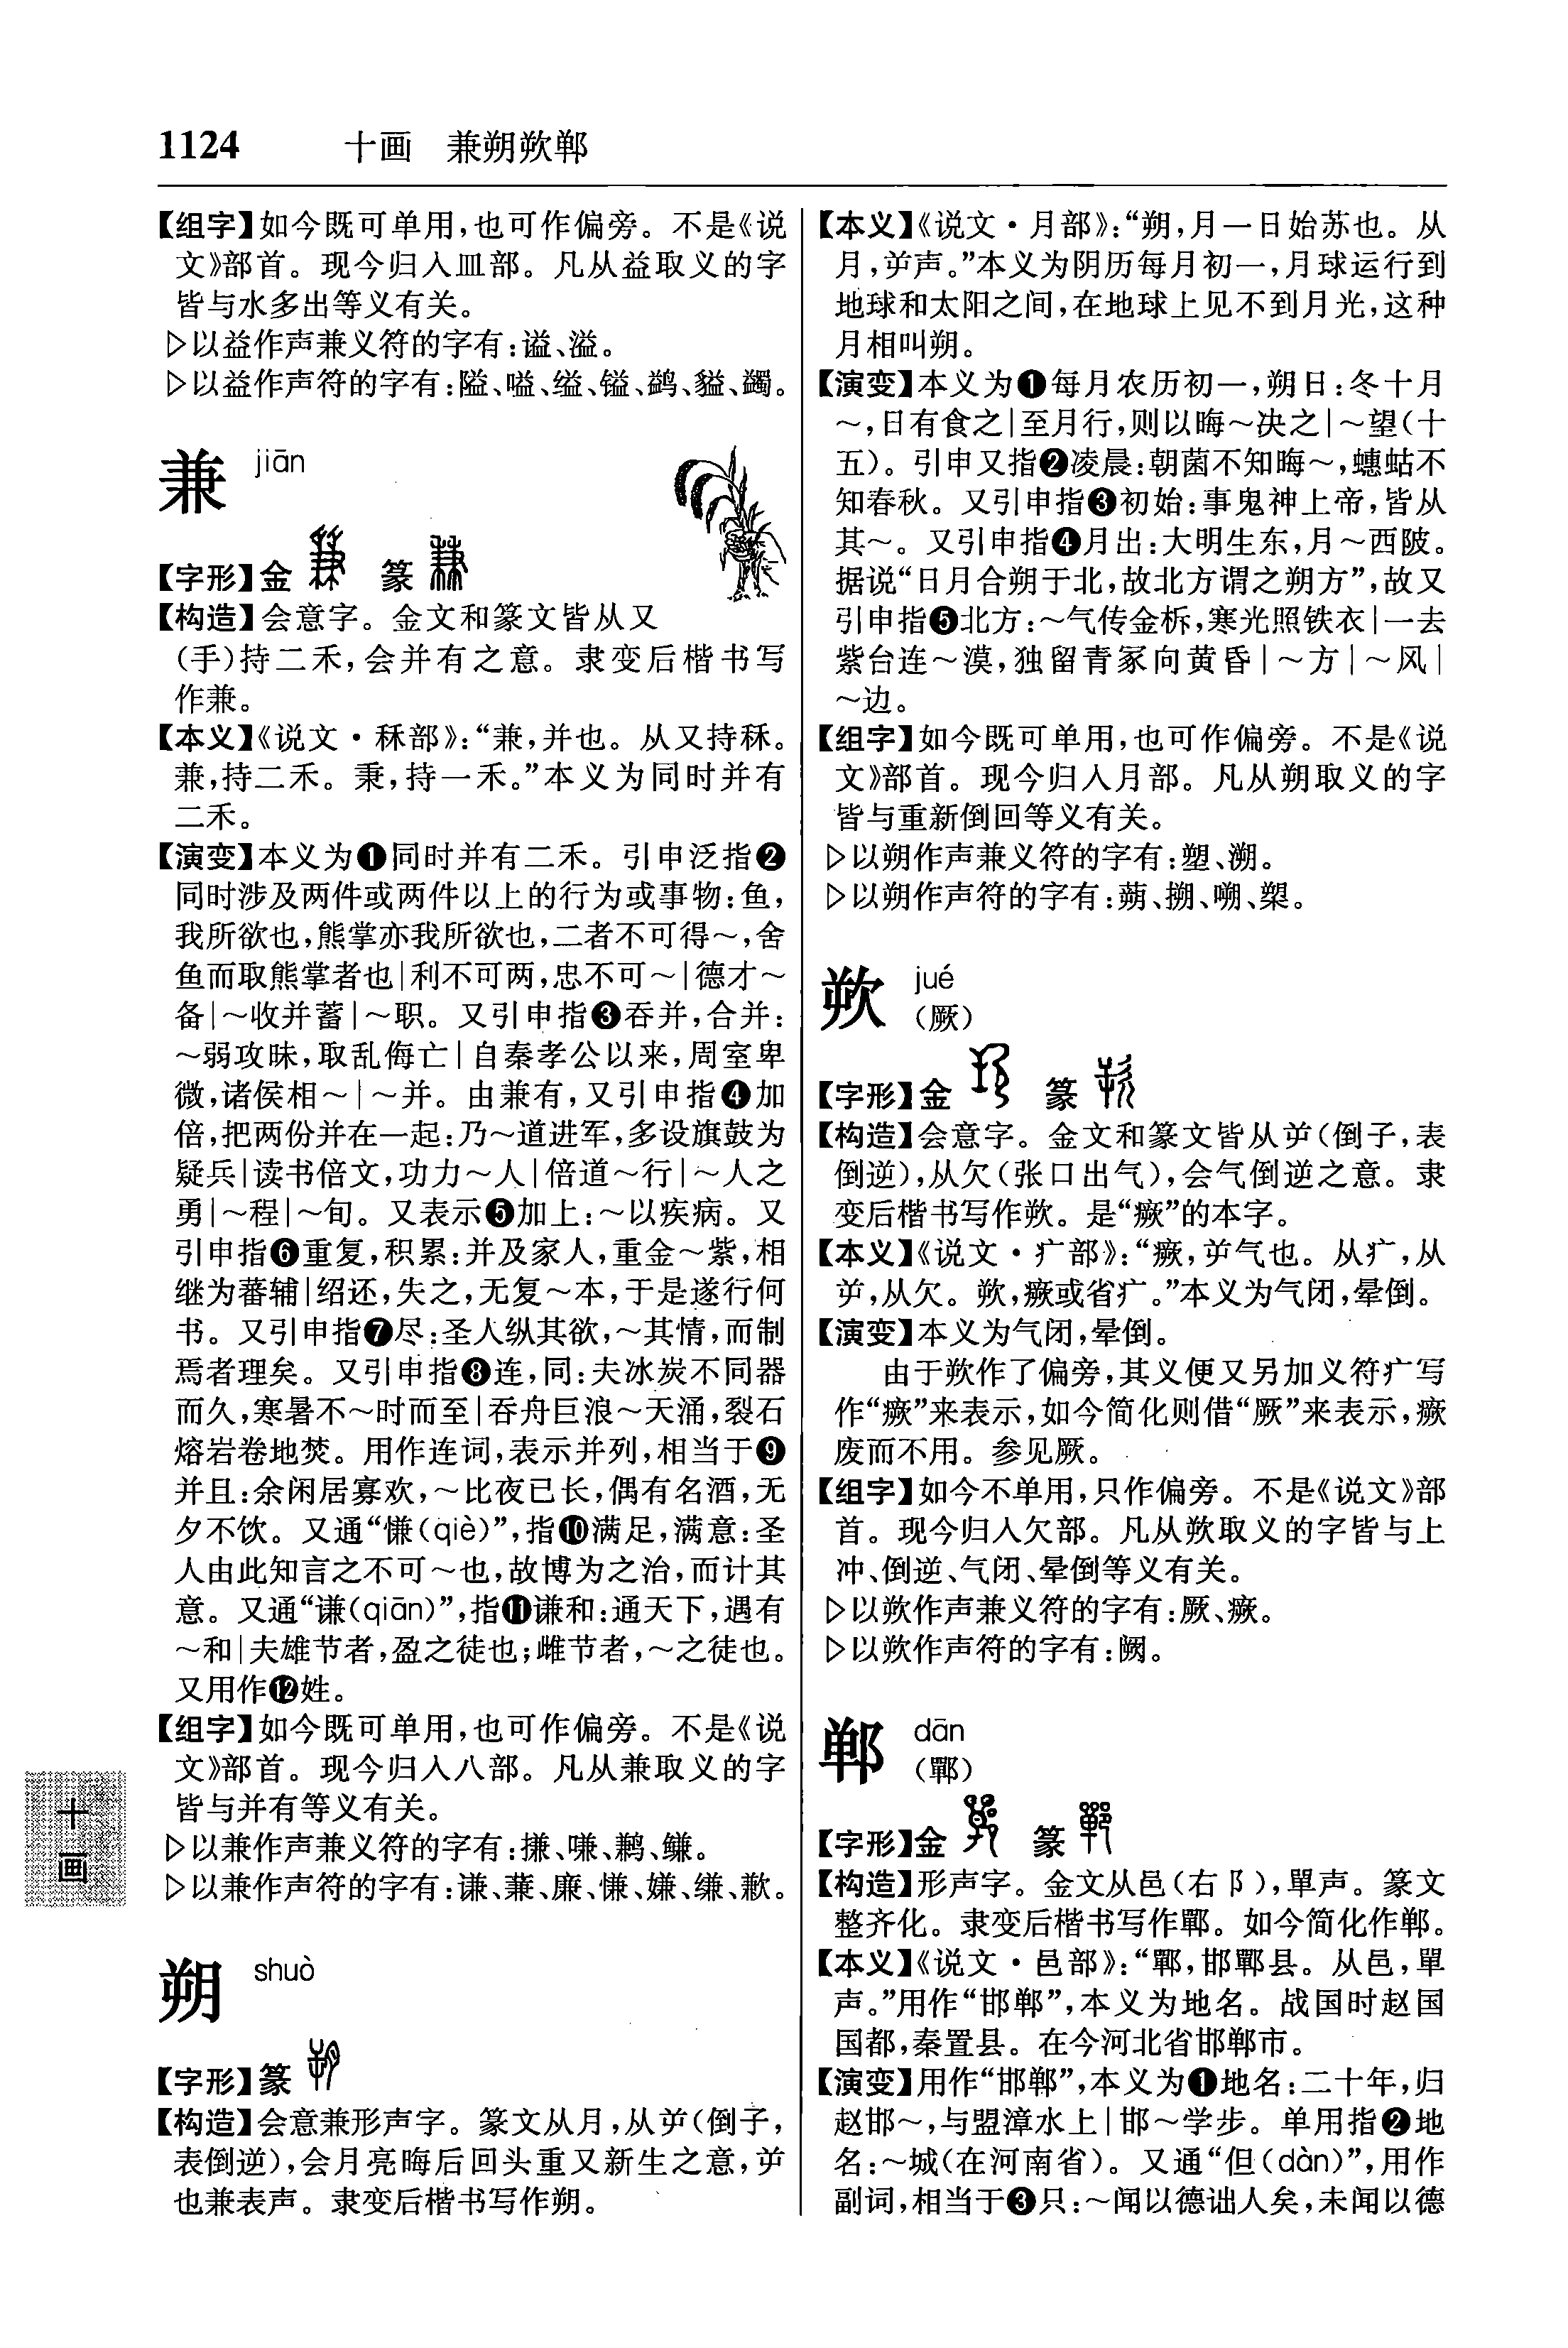 1124 十画 兼朔欮郸
【组字】如今既可单用,也可作偏旁。不是《说
文》部首。现今归入皿部。凡从益取义的字
皆与水多出等义有关。
▷以益作声兼义符的字有:谥、溢。
▷以益作声符的字有:隘、嗌、缢、镒、鹢、貖、蠲。
兼 jiān
【字形】金 篆
【构造】会意字。金文和篆文皆从又
(手)持二禾,会并有之意。隶变后楷书写
作兼。
【本义】《说文·秝部》:“兼,并也。从又持秝。
兼,持二禾。秉,持一禾。”本义为同时并有
二禾。
【演变】本义为❶同时并有二禾。引申泛指❷
同时涉及两件或两件以上的行为或事物:鱼,
我所欲也,熊掌亦我所欲也,二者不可得～,舍
鱼而取熊掌者也|利不可两,忠不可～|德才～
备|～收并蓄|～职。又引申指❸吞并,合并:
～弱攻昧,取乱侮亡|自秦孝公以来,周室卑
微,诸侯相～|～并。由兼有,又引申指❹加
倍,把两份并在一起:乃～道进军,多设旗鼓为
疑兵|读书倍文,功力～人|倍道～行|～人之
勇|～程|～旬。又表示❺加上:～以疾病。又
引申指❻重复,积累:并及家人,重金～紫,相
继为蕃辅|绍还,失之,无复～本,于是遂行何
书。又引申指❼尽:圣人纵其欲,～其情,而制
焉者理矣。又引申指❽连,同:夫冰炭不同器
而久,寒暑不～时而至|吞舟巨浪～天涌,裂石
熔岩卷地焚。用作连词,表示并列,相当于❾
并且:余闲居寡欢,～比夜已长,偶有名酒,无
夕不饮。又通“慊(qiè)”,指❿满足,满意:圣
人由此知言之不可～也,故博为之治,而计其
意。又通“谦(qiān)”,指⓫谦和:通天下,遇有
～和|夫雄节者,盈之徒也;雌节者,～之徒也。
又用作⓬姓。
【组字】如今既可单用,也可作偏旁。不是《说
文》部首。现今归入八部。凡从兼取义的字
皆与并有等义有关。
▷以兼作声兼义符的字有:搛、嗛、鹣、鳒。
▷以兼作声符的字有:谦、蒹、廉、慊、嫌、缣、歉。
朔 shuò
【字形】篆
【构造】会意兼形声字。篆文从月,从屰(倒子,
表倒逆),会月亮晦后回头重又新生之意,屰
也兼表声。隶变后楷书写作朔。
【本义】《说文·月部》:“朔,月一日始苏也。从
月,屰声。”本义为阴历每月初一,月球运行到
地球和太阳之间,在地球上见不到月光,这种
月相叫朔。
【演变】本义为❶每月农历初一,朔日:冬十月
～,日有食之|至月行,则以晦～决之|～望(十
五)。引申又指❷凌晨:朝菌不知晦～,蟪蛄不
知春秋。又引申指❸初始:事鬼神上帝,皆从
其～。又引申指❹月出:大明生东,月～西陂。
据说“日月合朔于北,故北方谓之朔方”,故又
引申指❺北方:～气传金柝,寒光照铁衣|一去
紫台连～漠,独留青冢向黄昏|～方|～风|
～边。
【组字】如今既可单用,也可作偏旁。不是《说
文》部首。现今归入月部。凡从朔取义的字
皆与重新倒回等义有关。
▷以朔作声兼义符的字有:塑、溯。
▷以朔作声符的字有:蒴、搠、嗍、槊。
欮 jué
(厥)
【字形】金 篆
【构造】会意字。金文和篆文皆从屰(倒子,表
倒逆),从欠(张口出气),会气倒逆之意。隶
变后楷书写作欮。是“瘚”的本字。
【本义】《说文·疒部》:“瘚,屰气也。从疒,从
屰,从欠。欮,瘚或省疒。”本义为气闭,晕倒。
【演变】本义为气闭,晕倒。
由于欮作了偏旁,其义便又另加义符疒写
作“瘚”来表示,如今简化则借“厥”来表示,瘚
废而不用。参见厥。
【组字】如今不单用,只作偏旁。不是《说文》部
首。现今归入欠部。凡从欮取义的字皆与上
冲、倒逆、气闭、晕倒等义有关。
▷以欮作声兼义符的字有:厥、瘚。
▷以欮作声符的字有:阙。
郸 dān
(鄲)
【字形】金 篆
【构造】形声字。金文从邑(右阝),單声。篆文
整齐化。隶变后楷书写作鄲。如今简化作郸。
【本义】《说文·邑部》:“鄲,邯鄲县。从邑,單
声。”用作“邯郸”,本义为地名。战国时赵国
国都,秦置县。在今河北省邯郸市。
【演变】用作“邯郸”,本义为❶地名:二十年,归
赵邯～,与盟漳水上|邯～学步。单用指❷地
名:～城(在河南省)。又通“但(dàn)”,用作
副词,相当于❸只:～闻以德诎人矣,未闻以德
十
画